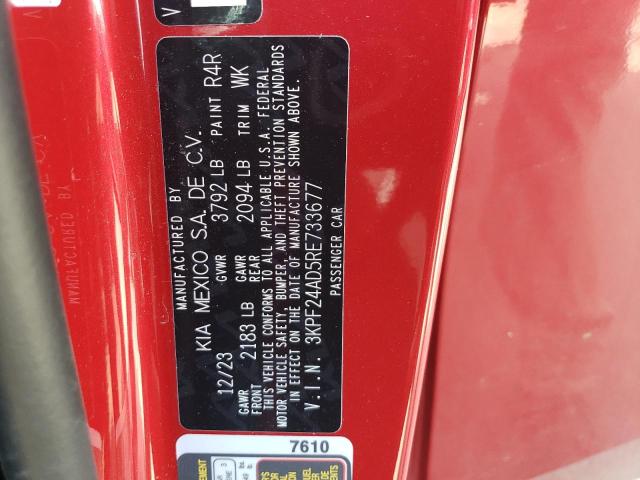 V
MANUFACTURED BY
KIA MEXICO S.A. DE C.V.
12/23 GVWR 3792 LB PAINT R4R
GAWR FRONT 2183 LB GAWR REAR 2094 LB TRIM WK
THIS VEHICLE CONFORMS TO ALL APPLICABLE U.S.A. FEDERAL
MOTOR VEHICLE SAFETY, BUMPER, AND THEFT PREVENTION STANDARDS
IN EFFECT ON THE DATE OF MANUFACTURE SHOWN ABOVE.
V.I.N. 3KPF24AD5RE733677
PASSENGER CAR
7610